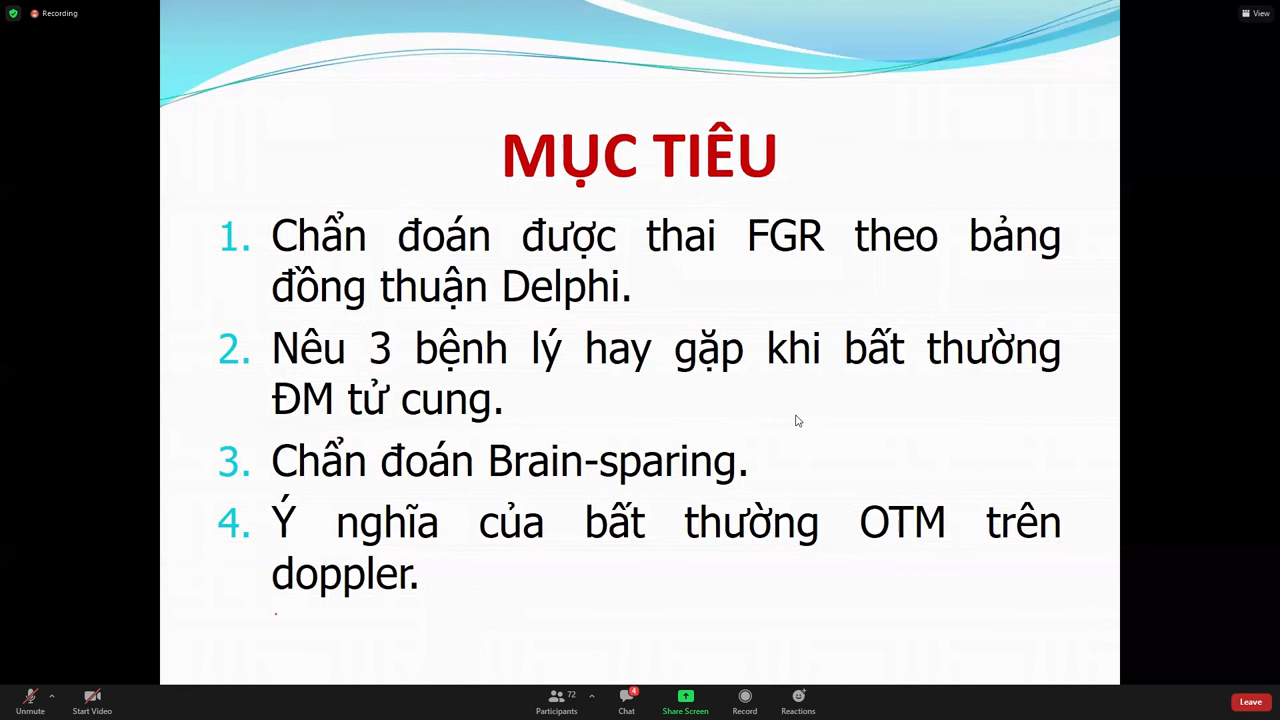 Recording
View
MỤC TIÊU
1. Chẩn đoán được thai FGR theo bảng
đồng thuận Delphi.
2. Nêu 3 bệnh lý hay gặp khi bất thường
ĐM tử cung.
3. Chẩn đoán Brain-sparing.
4. Ý nghĩa của bất thường OTM trên
doppler.
72
4
Unmute
Start Video
Participants
Chat
Share Screen
Record
Reactions
Leave